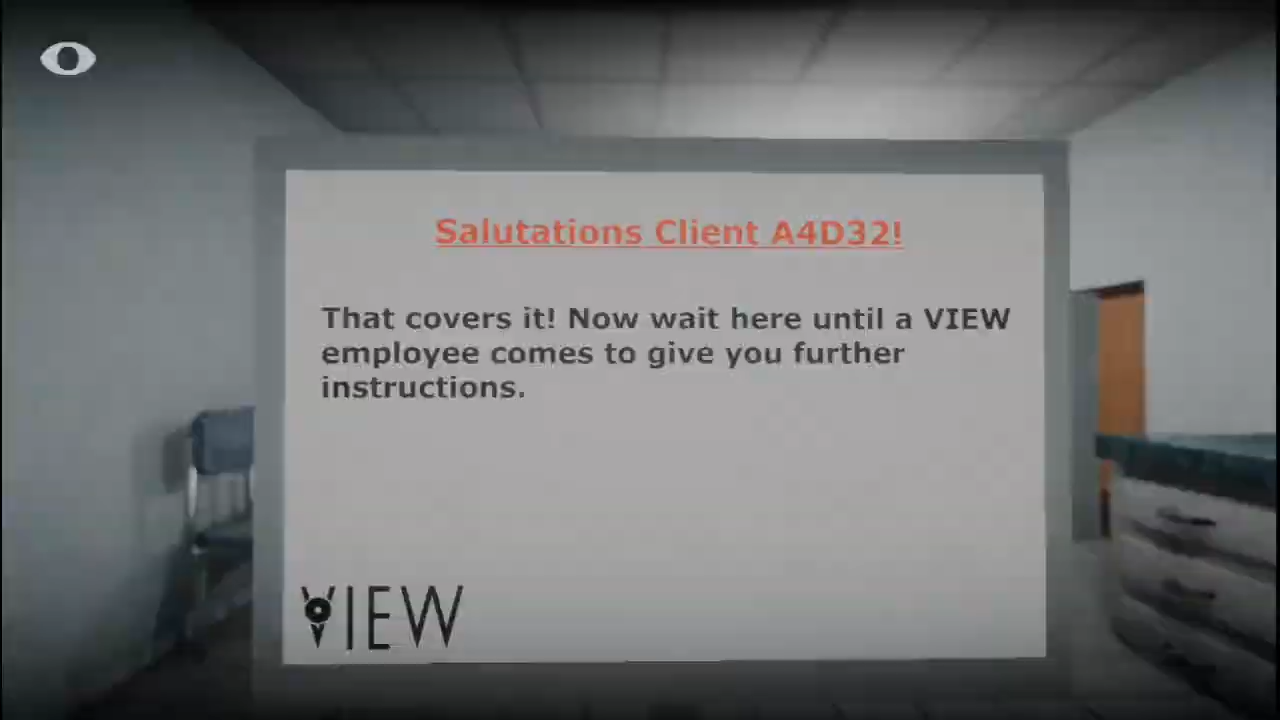 Salutations Client A4D32!
That covers it! Now wait here until a VIEW
employee comes to give you further
instructions.
VIEW